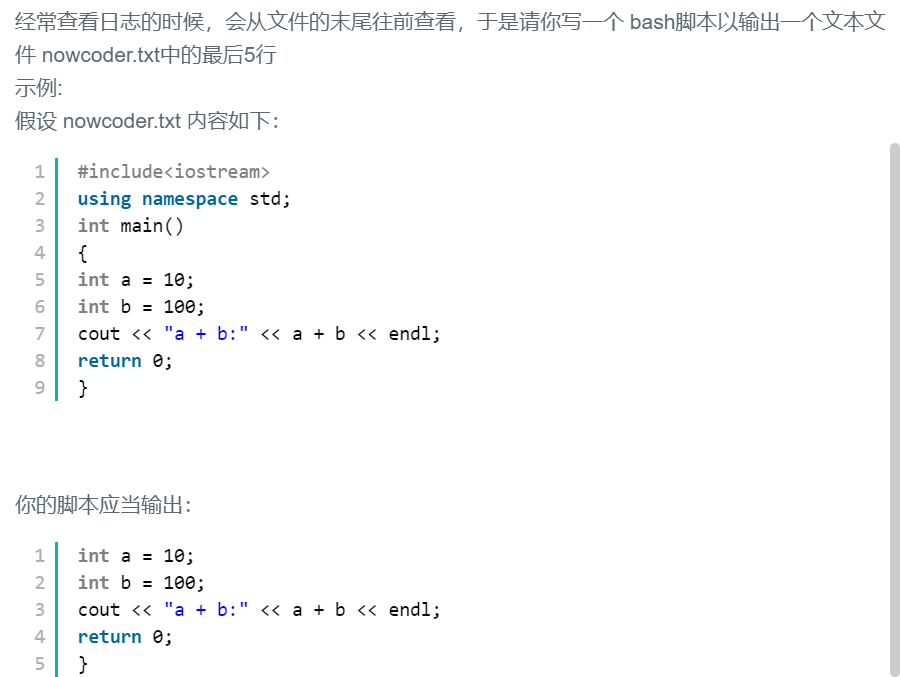 经常查看日志的时候，会从文件的末尾往前查看，于是请你写一个 bash脚本以输出一个文本文
件 nowcoder.txt中的最后5行
示例:
假设 nowcoder.txt 内容如下：
1 #include<iostream>
2 using namespace std;
3 int main()
4 {
5 int a = 10;
6 int b = 100;
7 cout << "a + b:" << a + b << endl;
8 return 0;
9 }
你的脚本应当输出：
1 int a = 10;
2 int b = 100;
3 cout << "a + b:" << a + b << endl;
4 return 0;
5 }